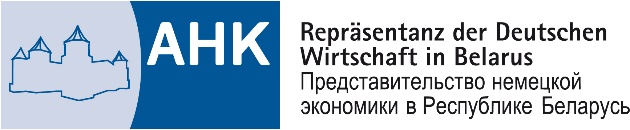 AHK
Repräsentanz der Deutschen
Wirtschaft in Belarus
Представительство немецкой
экономики в Республике Беларусь